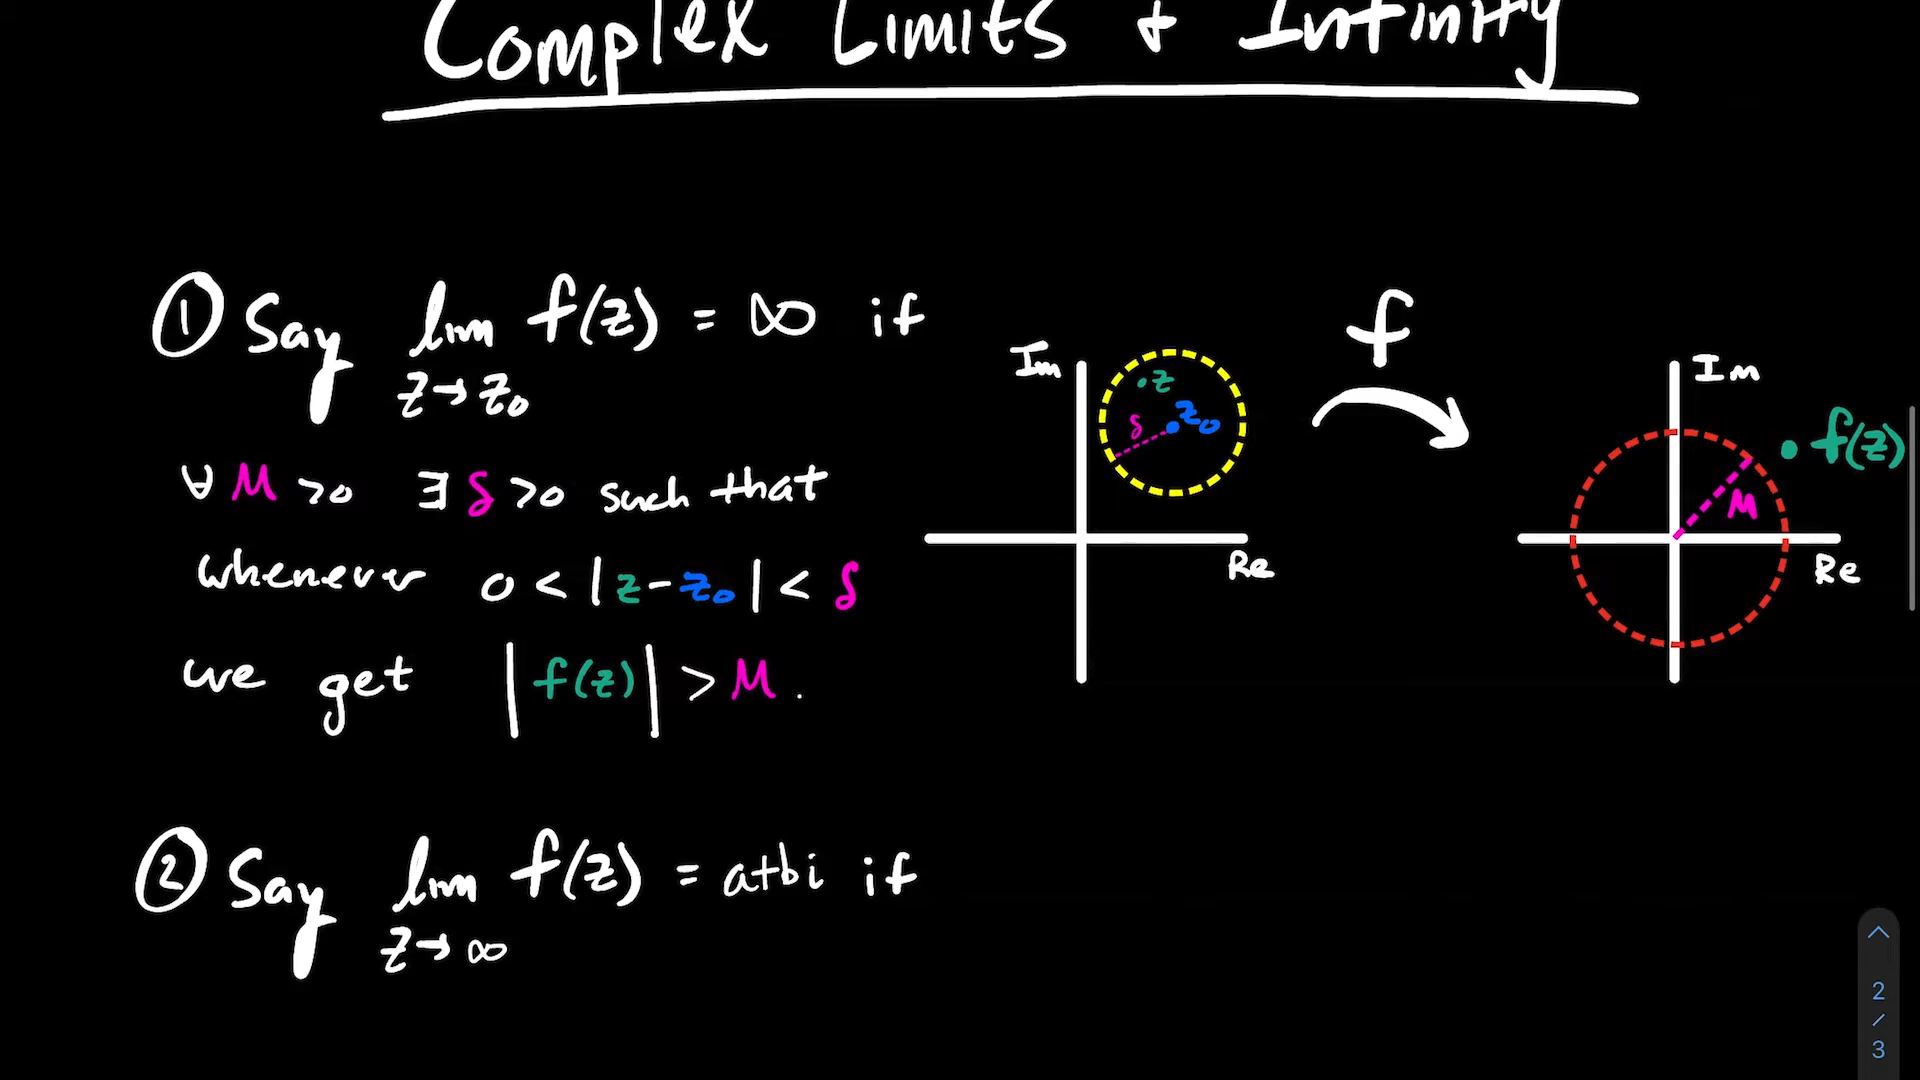 Complex Limits + Infinity
① Say lim f(z) = ∞ if
z→z₀
∀ M >0 ∃ δ >0 such that
whenever 0 < |z-z₀| < δ
we get |f(z)| > M .
Im
z
δ
z₀
Re
f
Im
f(z)
M
Re
② Say lim f(z) = a+bi if
z→∞
2
/
3